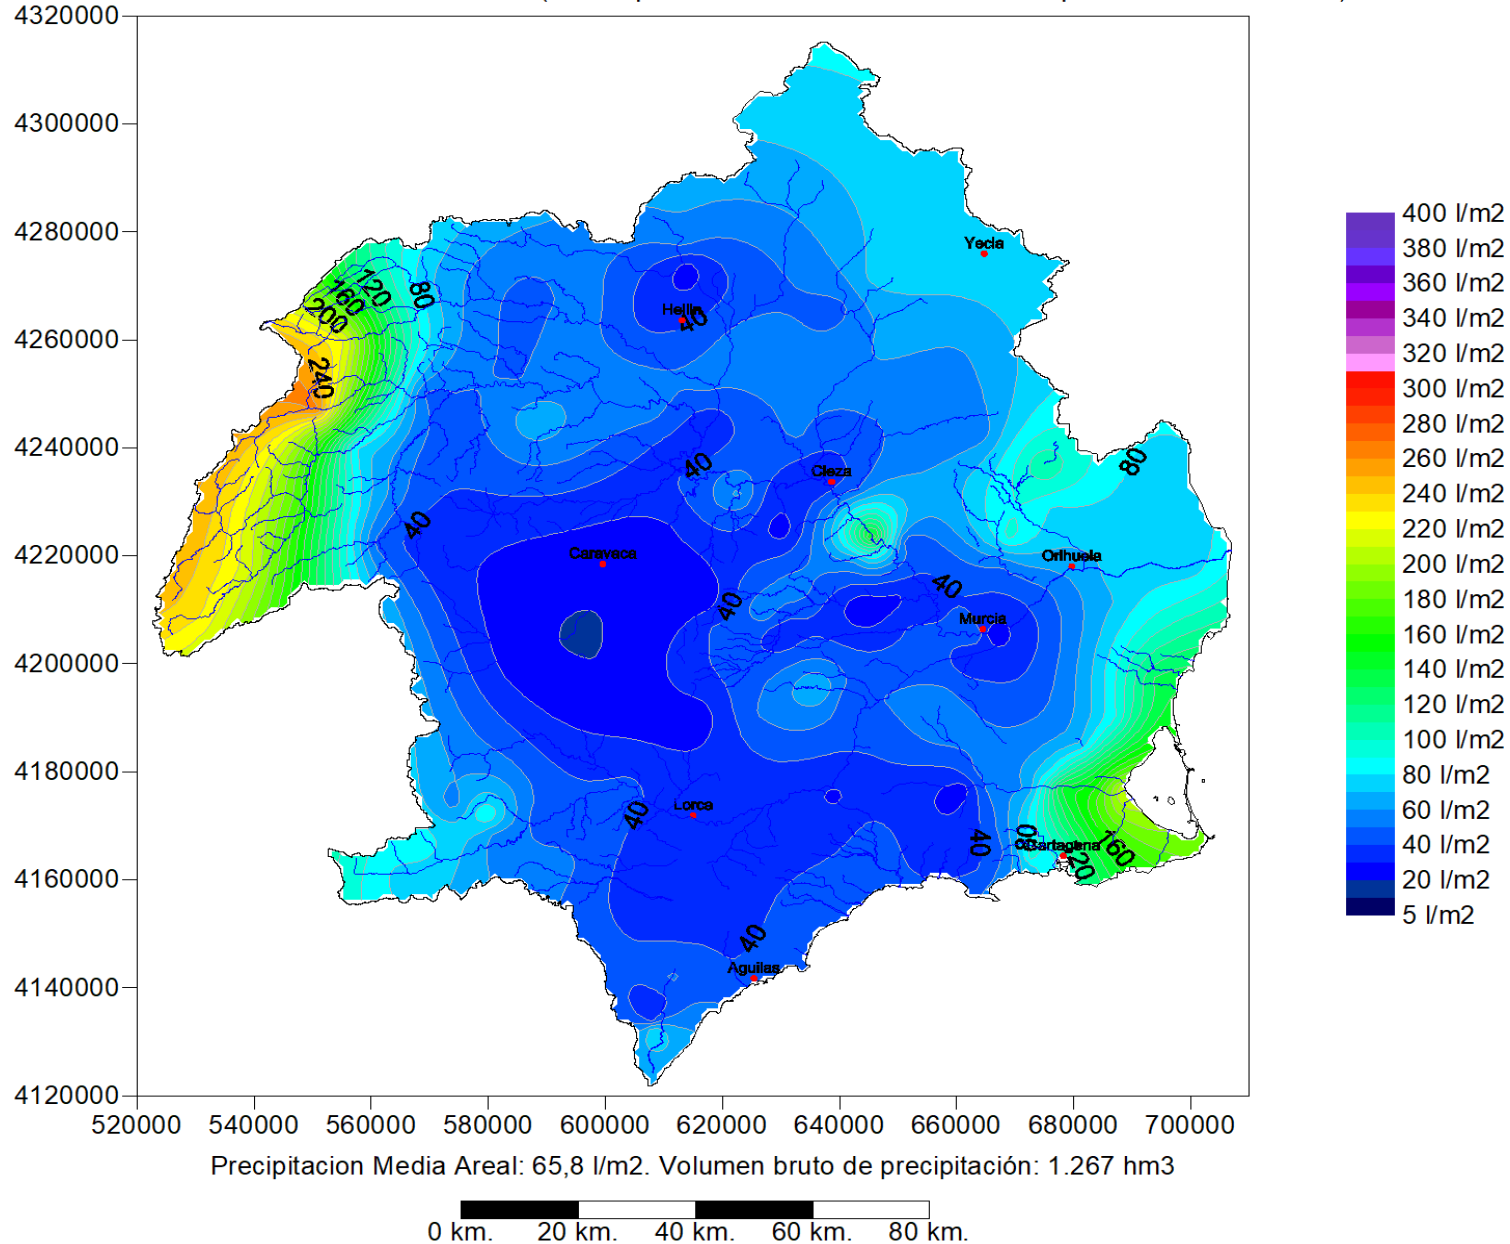 4320000
4300000
4280000
4260000
4240000
4220000
4200000
4180000
4160000
4140000
4120000
520000 540000 560000 580000 600000 620000 640000 660000 680000 700000
Yecla
Hellin
40
120
160
200
80
240
Cieza
40
80
40
Caravaca
Orihuela
40
40
Murcia
Lorca
40
40
80
Cartagena
120
160
40
Aguilas
400 l/m2
380 l/m2
360 l/m2
340 l/m2
320 l/m2
300 l/m2
280 l/m2
260 l/m2
240 l/m2
220 l/m2
200 l/m2
180 l/m2
160 l/m2
140 l/m2
120 l/m2
100 l/m2
80 l/m2
60 l/m2
40 l/m2
20 l/m2
5 l/m2
Precipitacion Media Areal: 65,8 l/m2. Volumen bruto de precipitación: 1.267 hm3
0 km. 20 km. 40 km. 60 km. 80 km.